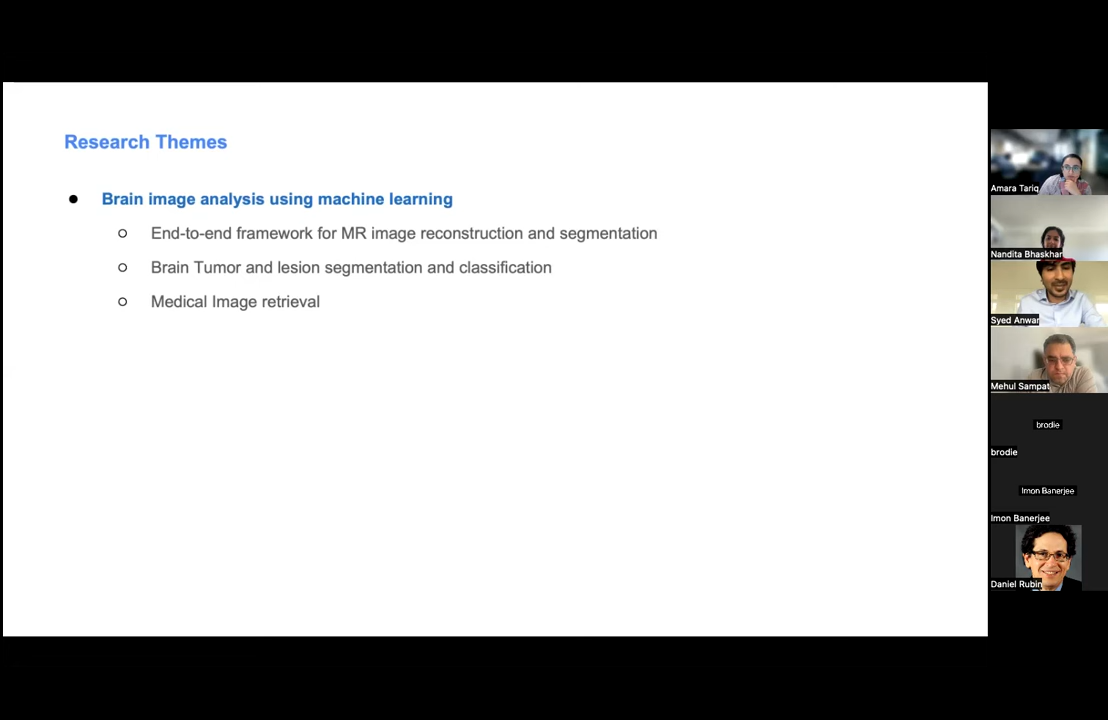 Research Themes
Brain image analysis using machine learning
End-to-end framework for MR image reconstruction and segmentation
Brain Tumor and lesion segmentation and classification
Medical Image retrieval
Amara Tariq
Nandita Bhaskhar
Syed Anwar
Mehul Sampat
brodie
brodie
Imon Banerjee
Imon Banerjee
Daniel Rubin